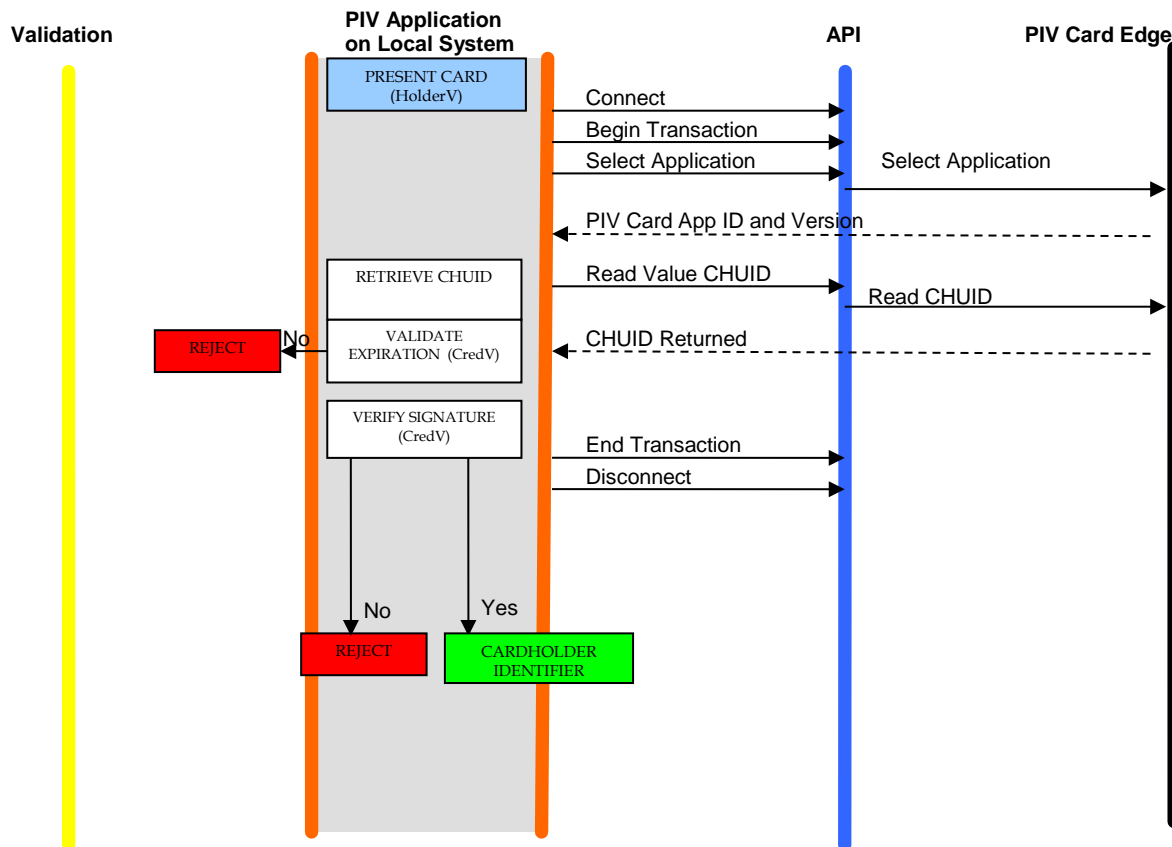 Validation
PIV Application
on Local System
API
PIV Card Edge
PRESENT CARD
(HolderV)
Connect
Begin Transaction
Select Application
Select Application
PIV Card App ID and Version
RETRIEVE CHUID
Read Value CHUID
Read CHUID
REJECT
No
VALIDATE
EXPIRATION (CredV)
CHUID Returned
VERIFY SIGNATURE
(CredV)
End Transaction
Disconnect
No
Yes
REJECT
CARDHOLDER
IDENTIFIER